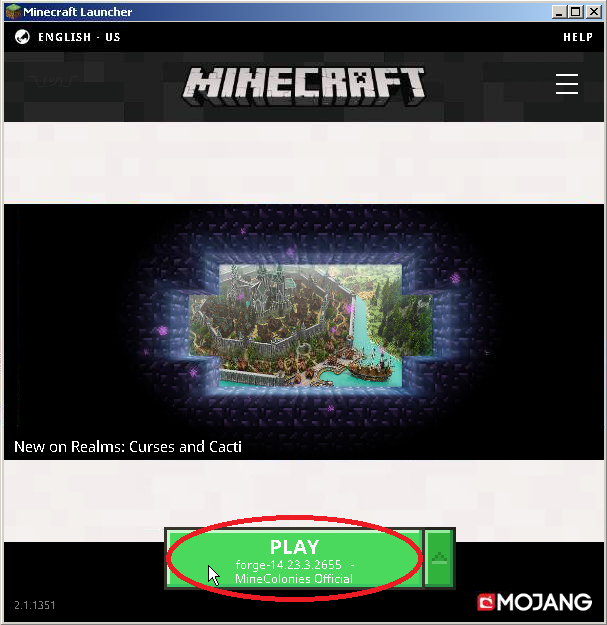 Minecraft Launcher
ENGLISH - US
HELP
MINECRAFT
New on Realms: Curses and Cacti
PLAY
forge-14.23.3.2655 -
MineColonies Official
2.1.1351
MOJANG